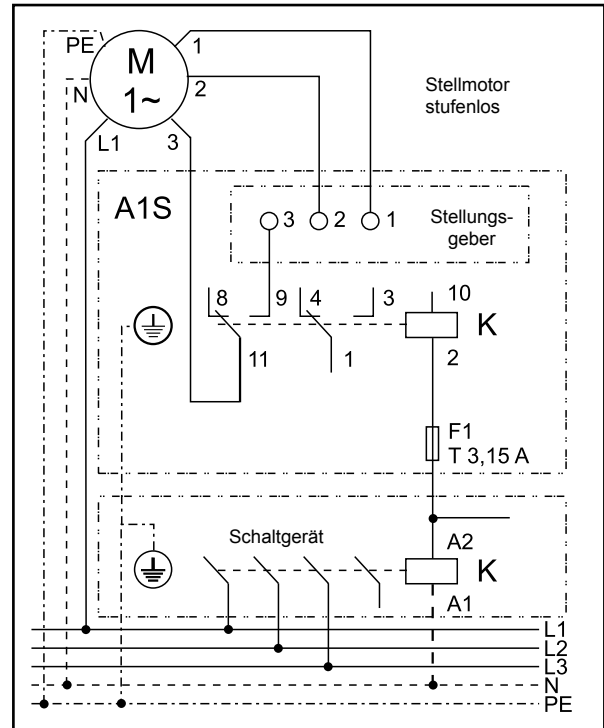 PE
1
M
1~
N
2
L1
3
Stellmotor
stufenlos
A1S
3
2
1
Stellungs-
geber
8
9
4
3
10
K
11
1
2
F1
T 3,15 A
Schaltgerät
A2
K
A1
L1
L2
L3
N
PE